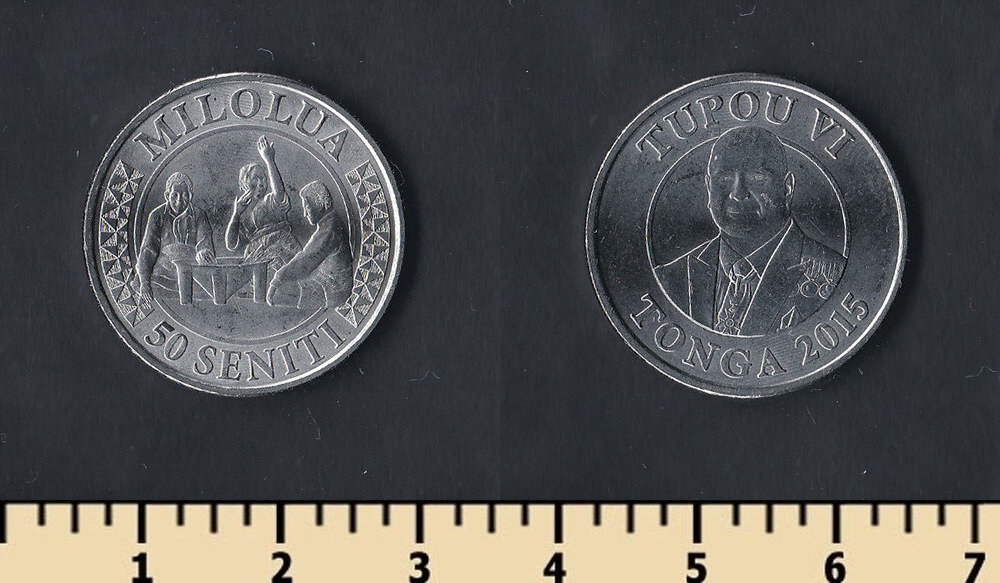 MILOLUA
50 SENITI
TUPOU VI
TONGA 2015
1 2 3 4 5 6 7